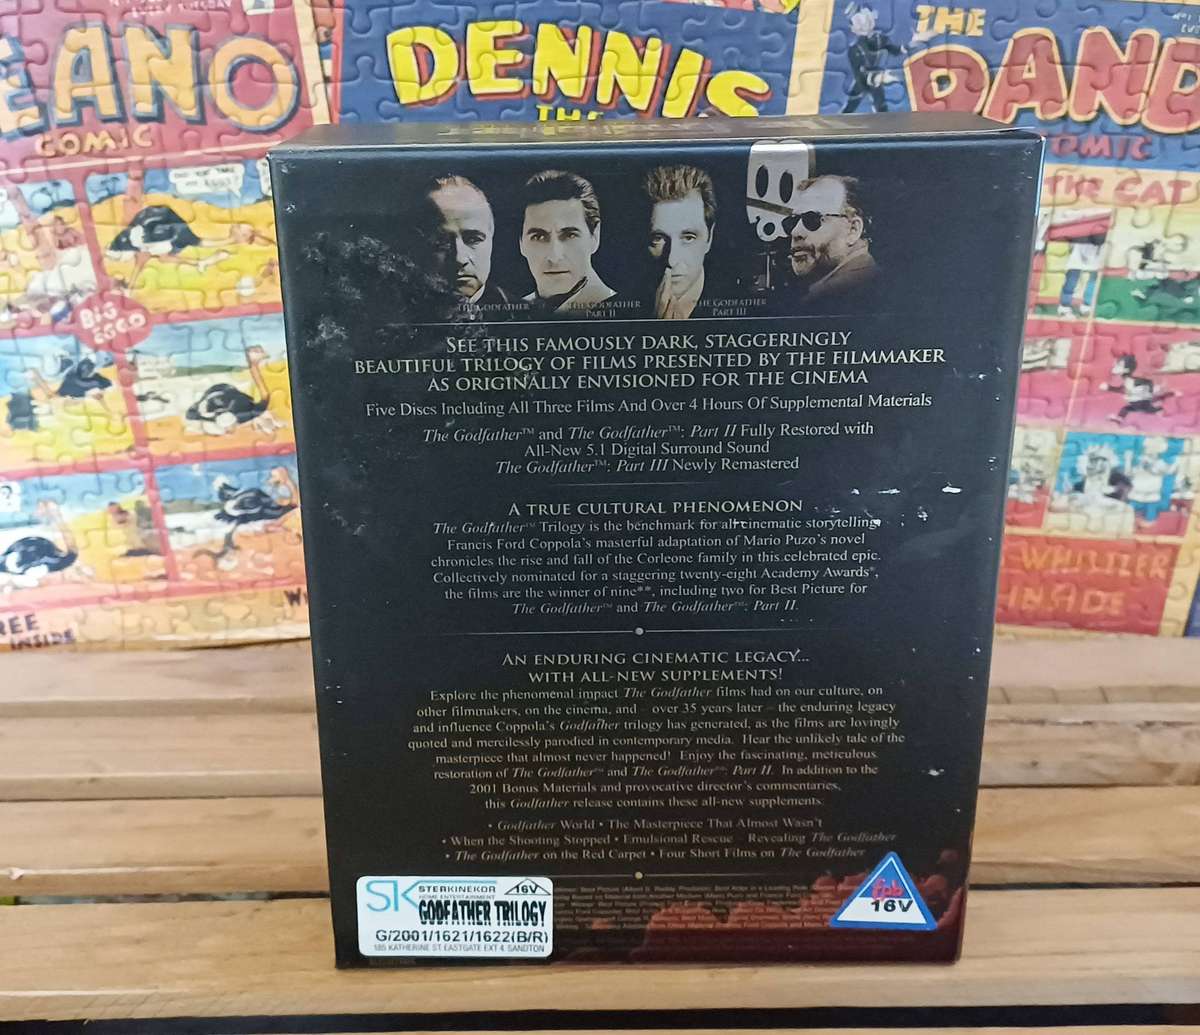 EANO
COMIC
DENNIS
THE
THE
DAND
OMIC
THE CAT
BIG
EGGO
REE
INSIDE
WHISTLER
INSIDE
THE GODFATHER
THE GODFATHER
PART II
THE GODFATHER
PART III
SEE THIS FAMOUSLY DARK, STAGGERINGLY
BEAUTIFUL TRILOGY OF FILMS PRESENTED BY THE FILMMAKER
AS ORIGINALLY ENVISIONED FOR THE CINEMA
Five Discs Including All Three Films And Over 4 Hours Of Supplemental Materials
The Godfather™ and The Godfather™: Part II Fully Restored with
All-New 5.1 Digital Surround Sound
The Godfather™: Part III Newly Remastered
A TRUE CULTURAL PHENOMENON
The Godfather™ Trilogy is the benchmark for all cinematic storytelling.
Francis Ford Coppola's masterful adaptation of Mario Puzo's novel
chronicles the rise and fall of the Corleone family in this celebrated epic.
Collectively nominated for a staggering twenty-eight Academy Awards*,
the films are the winner of nine**, including two for Best Picture for
The Godfather™ and The Godfather™: Part II.
AN ENDURING CINEMATIC LEGACY...
WITH ALL-NEW SUPPLEMENTS!
Explore the phenomenal impact The Godfather films had on our culture, on
other filmmakers, on the cinema, and – over 35 years later – the enduring legacy
and influence Coppola's Godfather trilogy has generated, as the films are lovingly
quoted and mercilessly parodied in contemporary media. Hear the unlikely tale of the
masterpiece that almost never happened! Enjoy the fascinating, meticulous
restoration of The Godfather™ and The Godfather™: Part II. In addition to the
2001 Bonus Materials and provocative director's commentaries,
this Godfather release contains these all-new supplements:
• Godfather World • The Masterpiece That Almost Wasn't
• When the Shooting Stopped • Emulsional Rescue – Revealing The Godfather
• The Godfather on the Red Carpet • Four Short Films on The Godfather
SK STERKINEKOR 16V
HOME ENTERTAINMENT
GODFATHER TRILOGY
G/2001/1621/1622(B/R)
185 KATHERINE ST EASTGATE EXT 4 SANDTON
fpb
16V